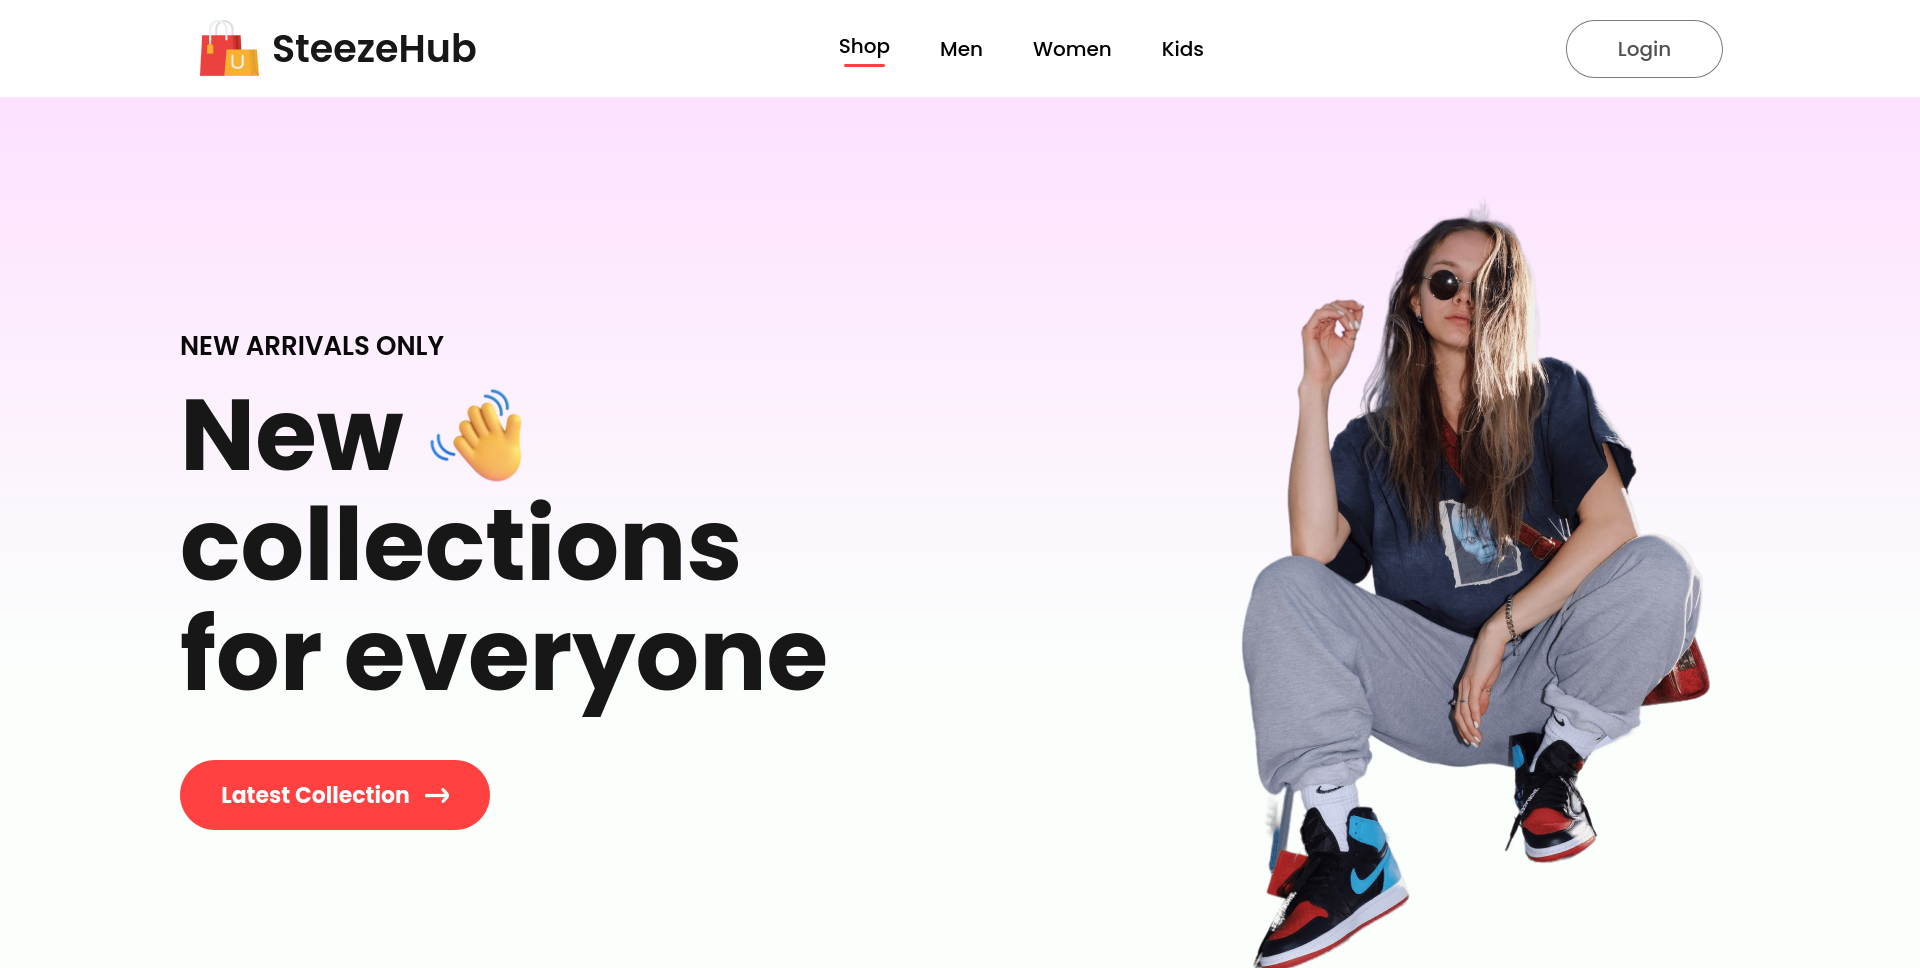 U
SteezeHub
Shop
Men
Women
Kids
Login
NEW ARRIVALS ONLY
New 👋
collections
for everyone
Latest Collection →